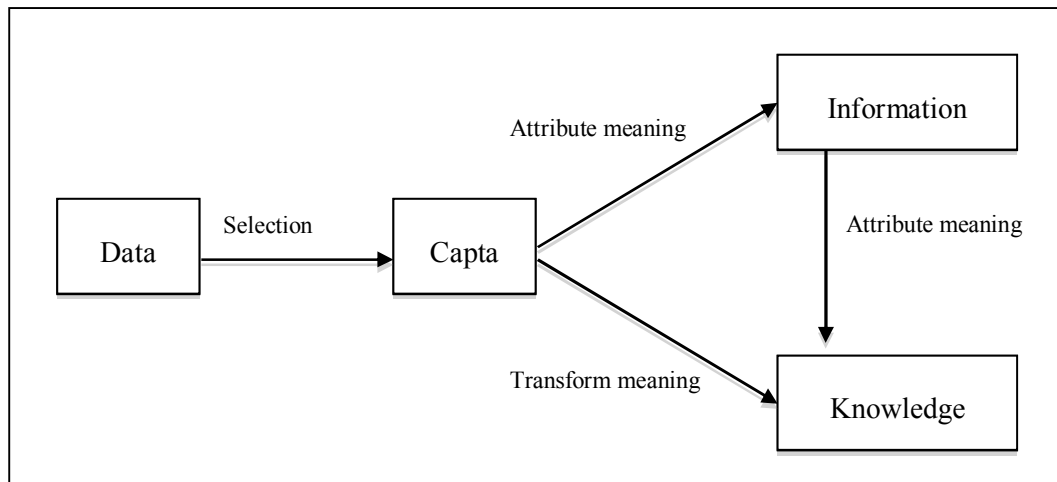 Information
Attribute meaning
Selection
Attribute meaning
Data
Capta
Transform meaning
Knowledge